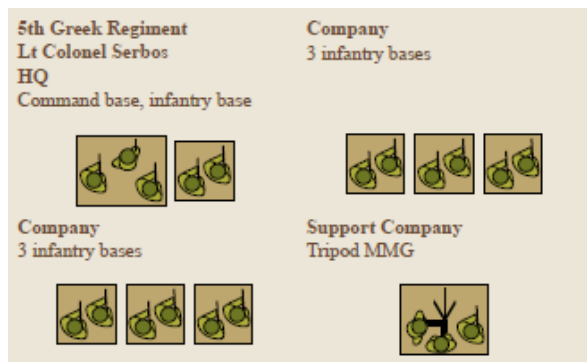 5th Greek Regiment
Lt Colonel Serbos
HQ
Command base, infantry base
Company
3 infantry bases
Company
3 infantry bases
Support Company
Tripod MMG